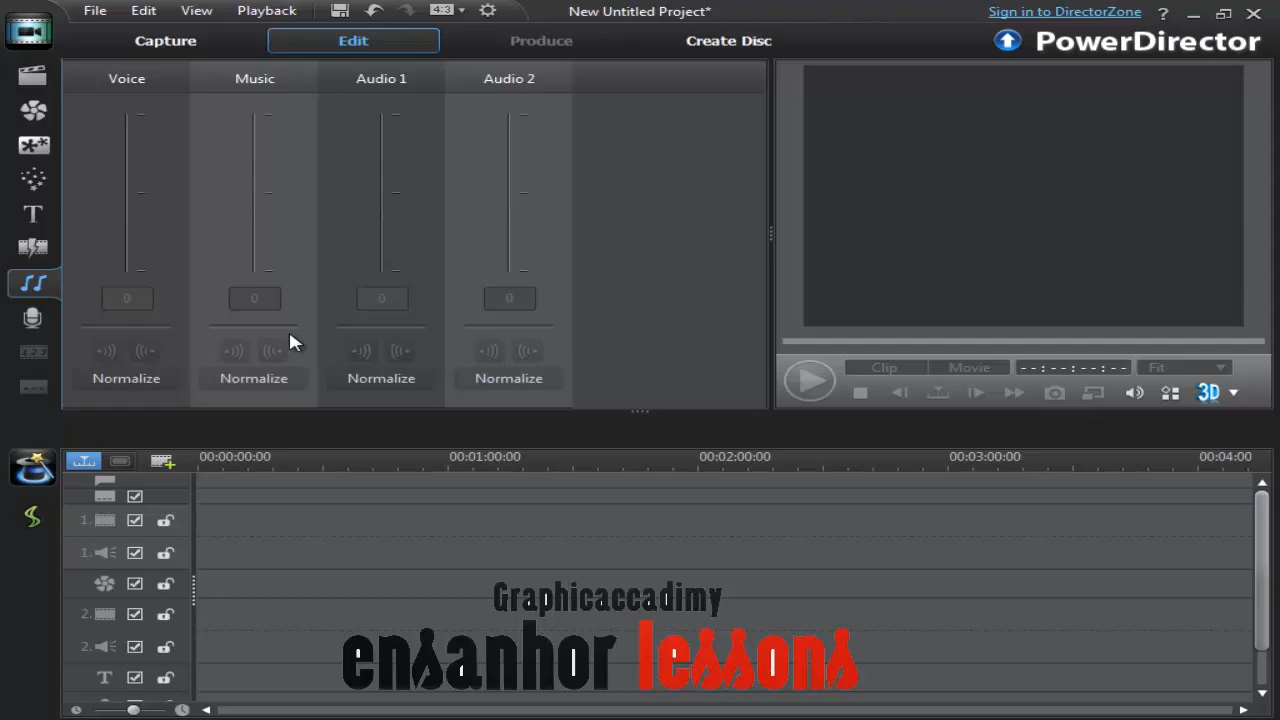 File Edit View Playback 4:3 New Untitled Project* Sign in to DirectorZone ?
Capture Edit Produce Create Disc PowerDirector
Voice Music Audio 1 Audio 2
0 0 0 0
Normalize Normalize Normalize Normalize
Clip Movie --:--:--:-- Fit
3D
T
00:00:00:00 00:01:00:00 00:02:00:00 00:03:00:00 00:04:00
1.
1.
2.
2.
T
Graphicaccadimy
ensanhor lessons